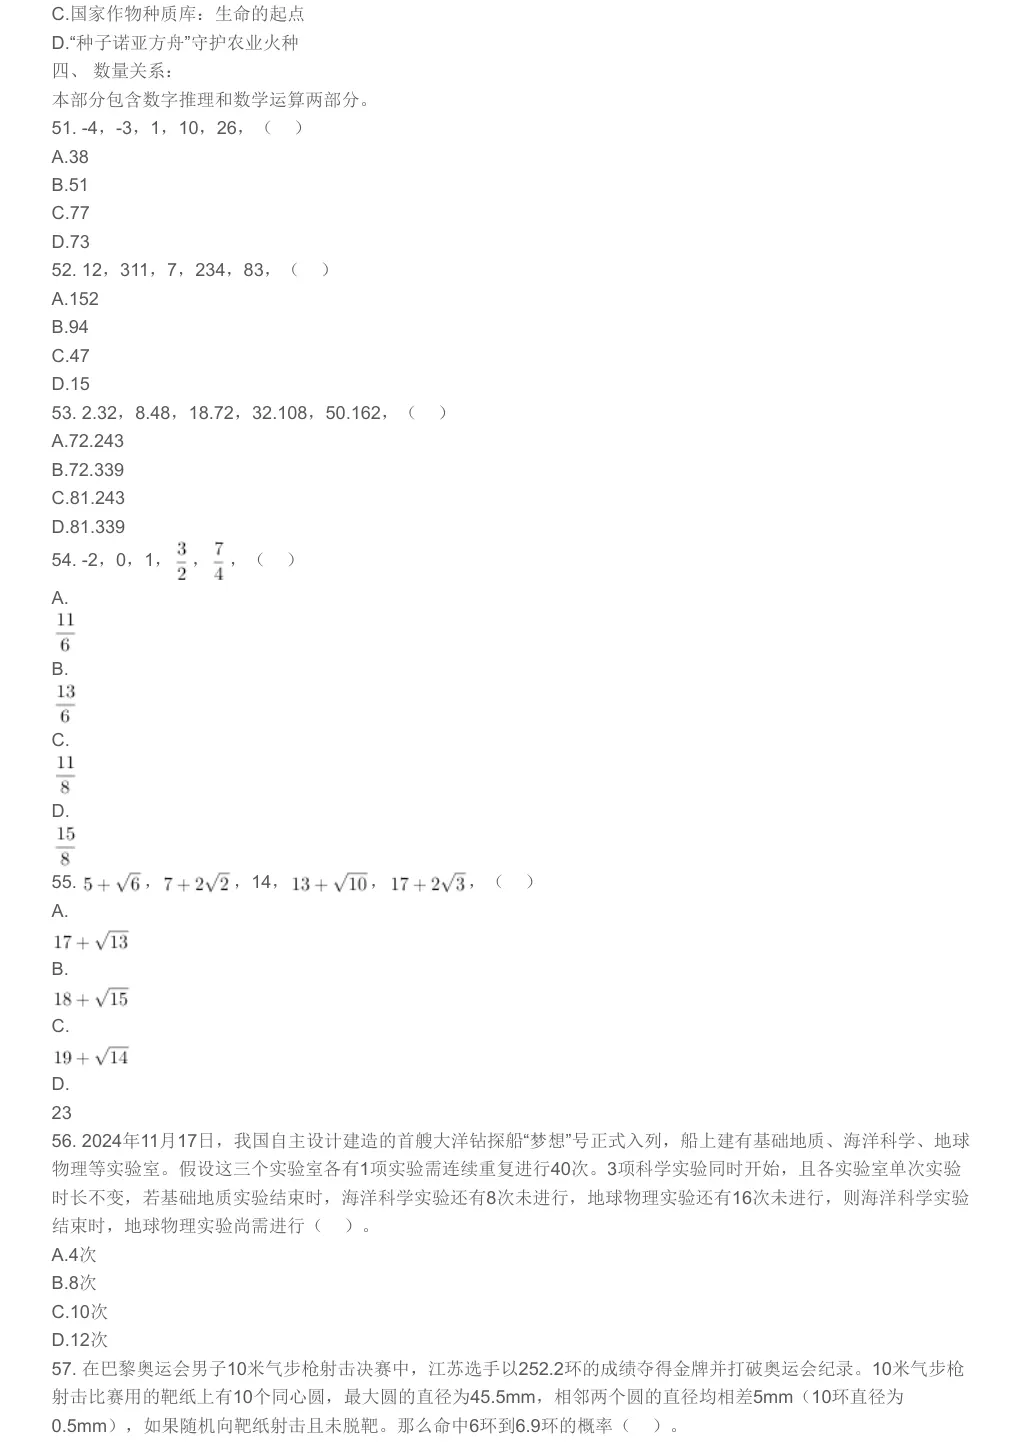 C.国家作物种质库：生命的起点
D.“种子诺亚方舟”守护农业火种
四、 数量关系：
本部分包含数字推理和数学运算两部分。
51. -4，-3，1，10，26，（　）
A.38
B.51
C.77
D.73
52. 12，311，7，234，83，（　）
A.152
B.94
C.47
D.15
53. 2.32，8.48，18.72，32.108，50.162，（　）
A.72.243
B.72.339
C.81.243
D.81.339
54. -2，0，1，3/2，7/4，（　）
A.
11/6
B.
13/6
C.
11/8
D.
15/8
55. 5+√6，7+2√2，14，13+√10，17+2√3，（　）
A.
17+√13
B.
18+√15
C.
19+√14
D.
23
56. 2024年11月17日，我国自主设计建造的首艘大洋钻探船“梦想”号正式入列，船上建有基础地质、海洋科学、地球
物理等实验室。假设这三个实验室各有1项实验需连续重复进行40次。3项科学实验同时开始，且各实验室单次实验
时长不变，若基础地质实验结束时，海洋科学实验还有8次未进行，地球物理实验还有16次未进行，则海洋科学实验
结束时，地球物理实验尚需进行（　）。
A.4次
B.8次
C.10次
D.12次
57. 在巴黎奥运会男子10米气步枪射击决赛中，江苏选手以252.2环的成绩夺得金牌并打破奥运会纪录。10米气步枪
射击比赛用的靶纸上有10个同心圆，最大圆的直径为45.5mm，相邻两个圆的直径均相差5mm（10环直径为
0.5mm），如果随机向靶纸射击且未脱靶。那么命中6环到6.9环的概率（　）。